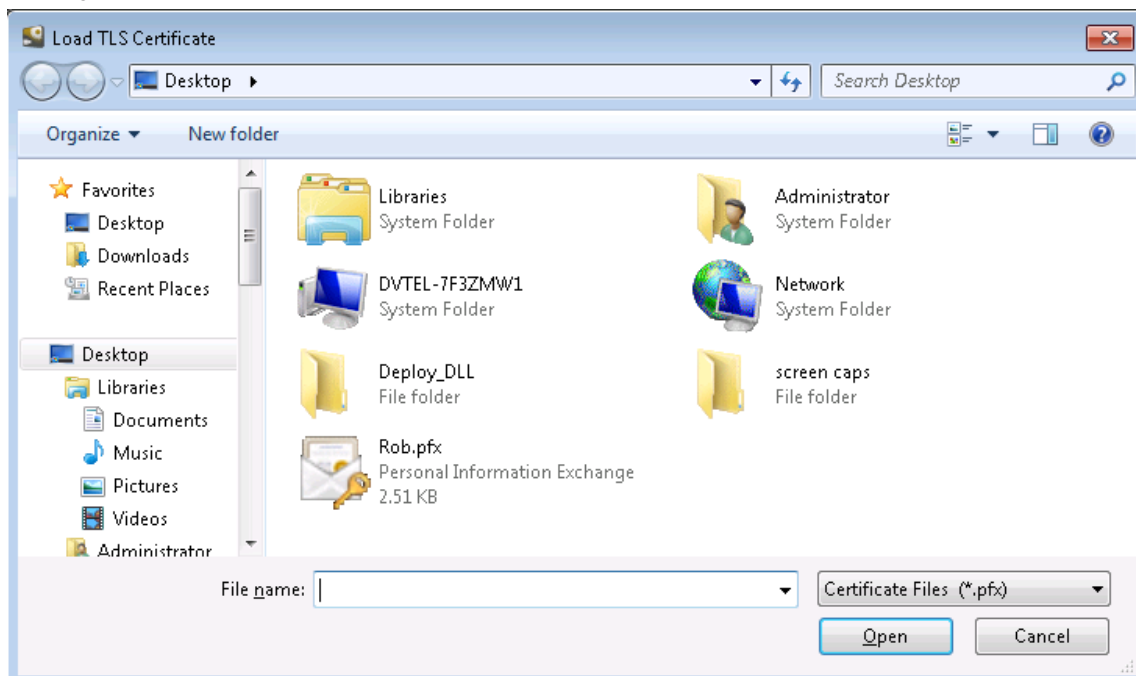 Load TLS Certificate
Desktop
Search Desktop
Organize
New folder
Favorites
Desktop
Downloads
Recent Places
Desktop
Libraries
Documents
Music
Pictures
Videos
Administrator
Libraries
System Folder
Administrator
System Folder
DVTEL-7F3ZMW1
System Folder
Network
System Folder
Deploy_DLL
File folder
screen caps
File folder
Rob.pfx
Personal Information Exchange
2.51 KB
File name:
Certificate Files (*.pfx)
Open
Cancel